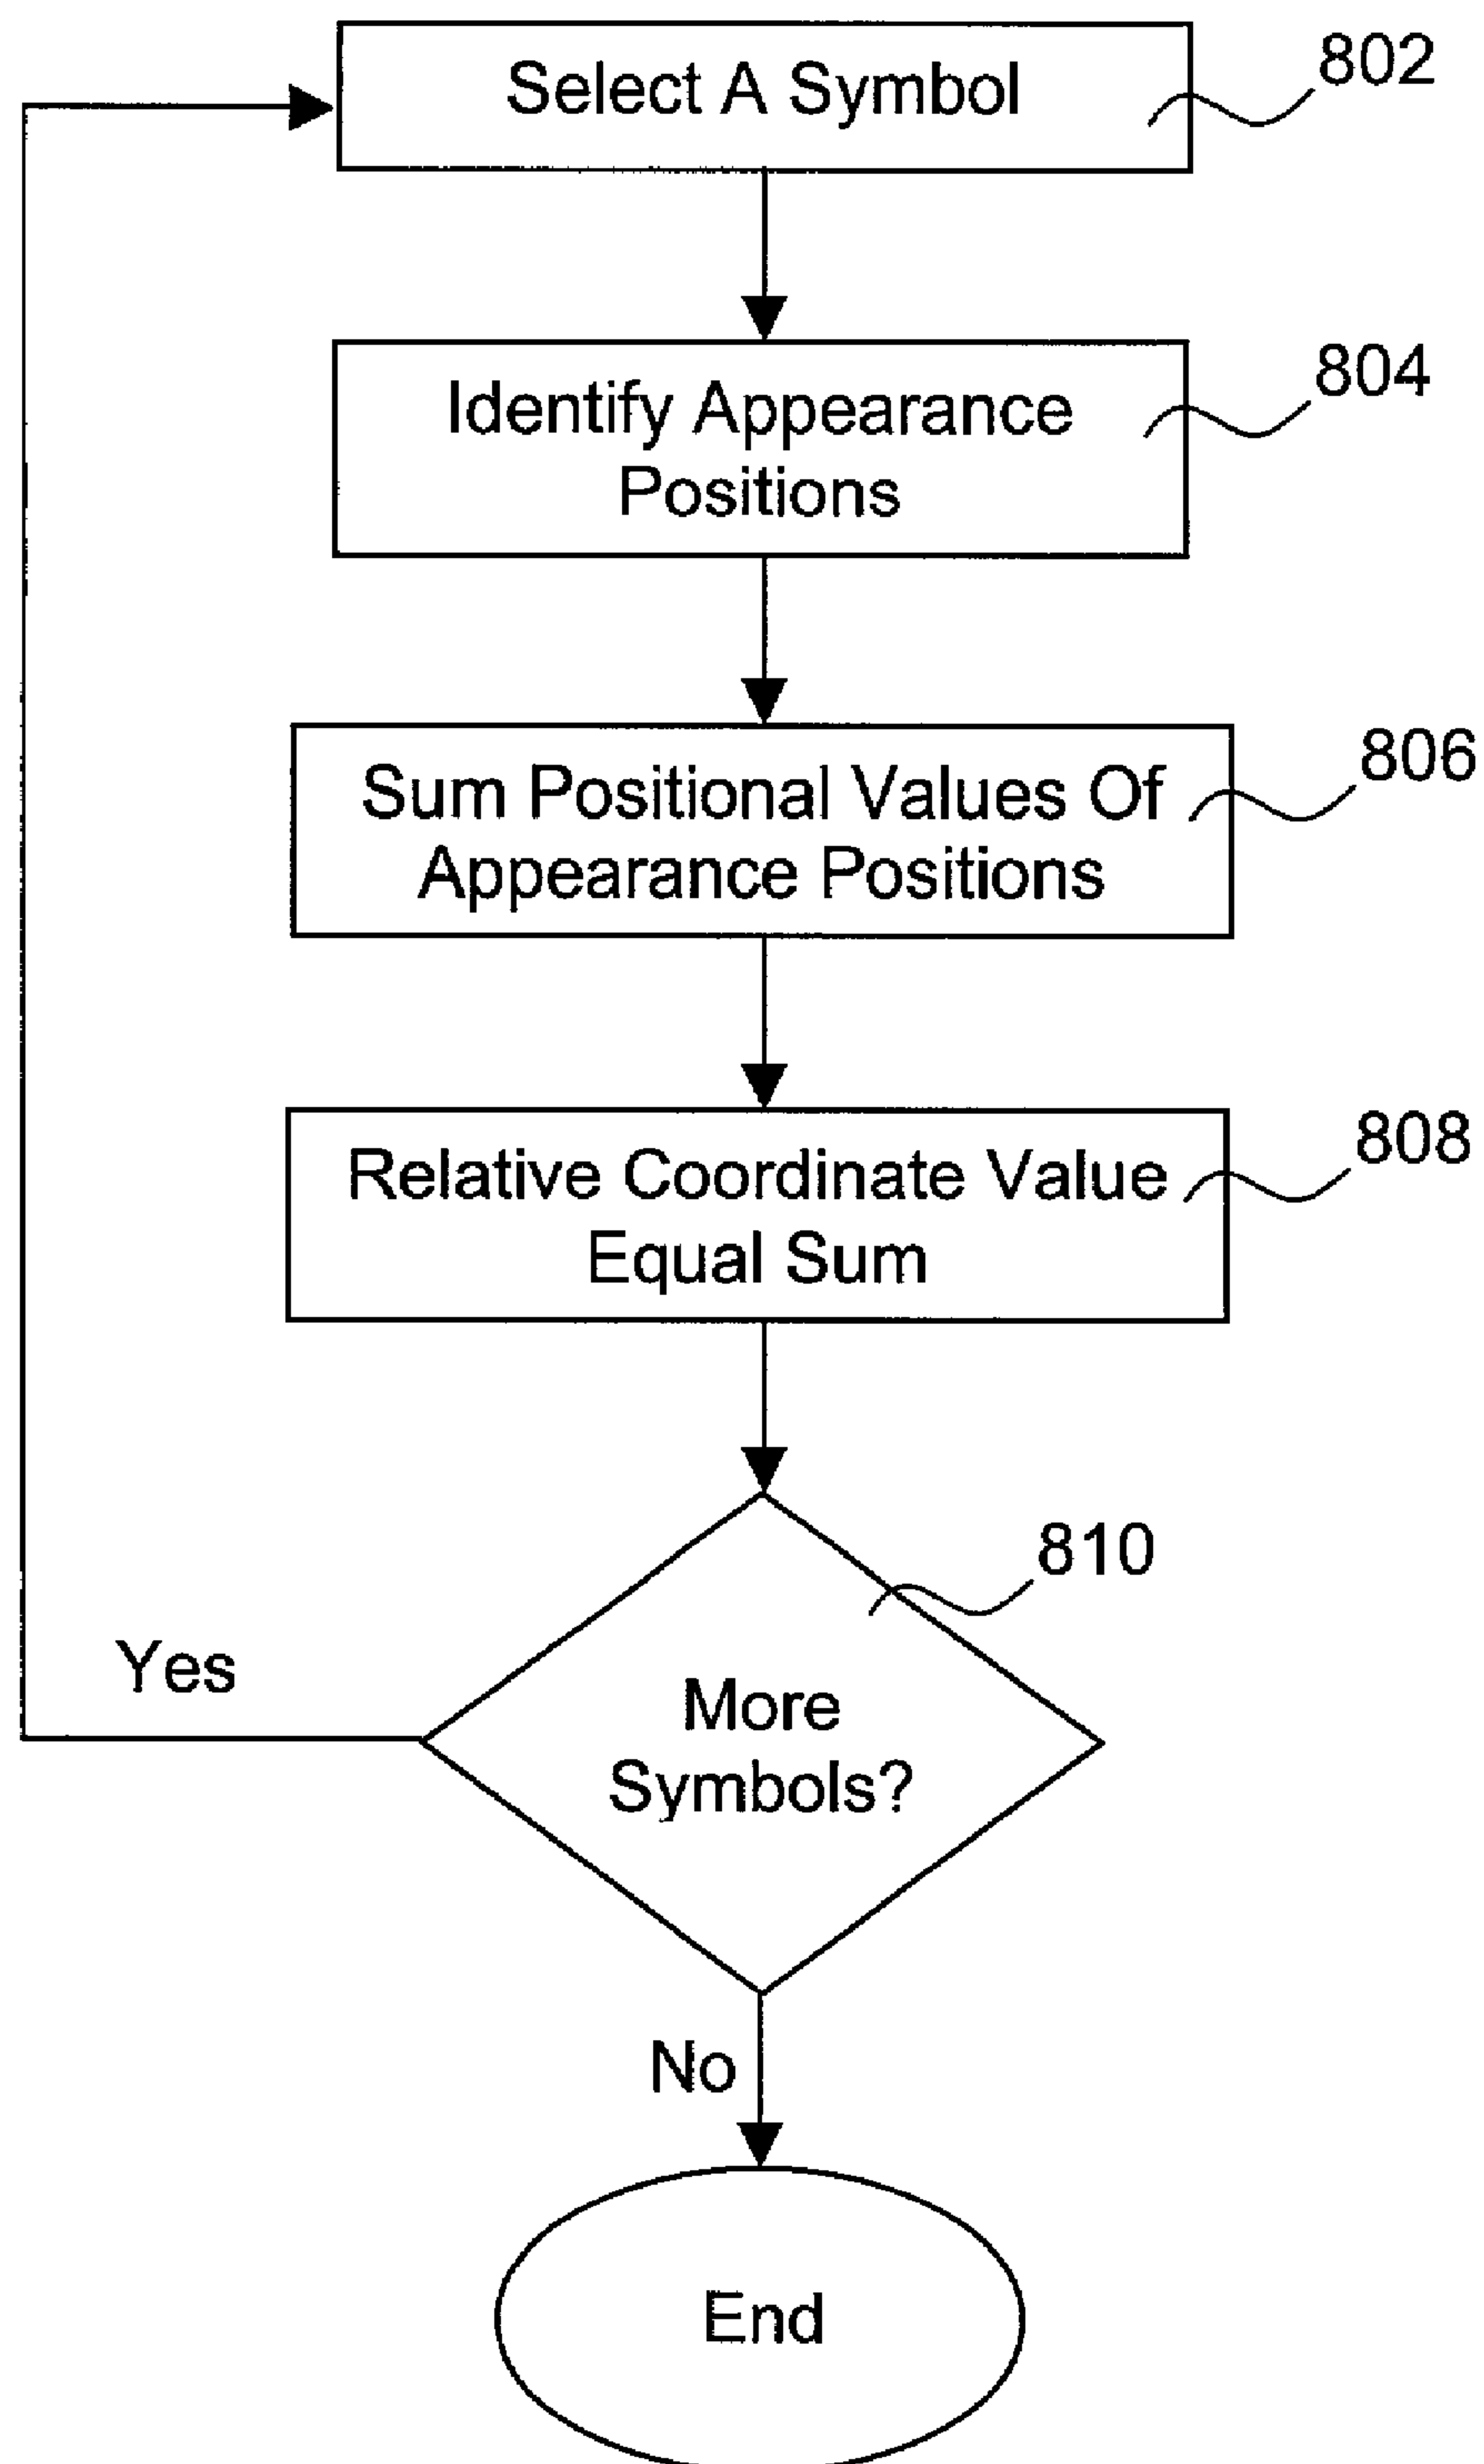 Select A Symbol
802
Identify Appearance
Positions
804
Sum Positional Values Of
Appearance Positions
806
Relative Coordinate Value
Equal Sum
808
810
More
Symbols?
Yes
No
End